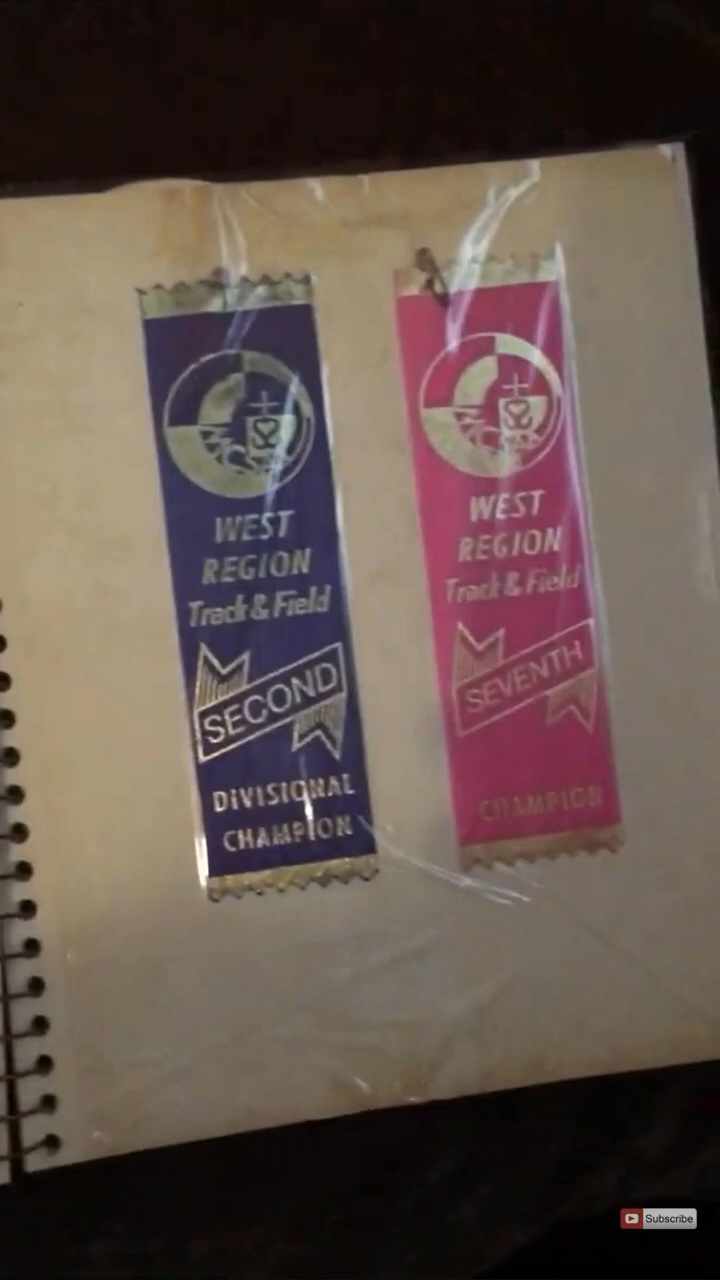 WEST
REGION
Track & Field
SECOND
DIVISIONAL
CHAMPION
WEST
REGION
Track & Field
SEVENTH
CHAMPION
Subscribe